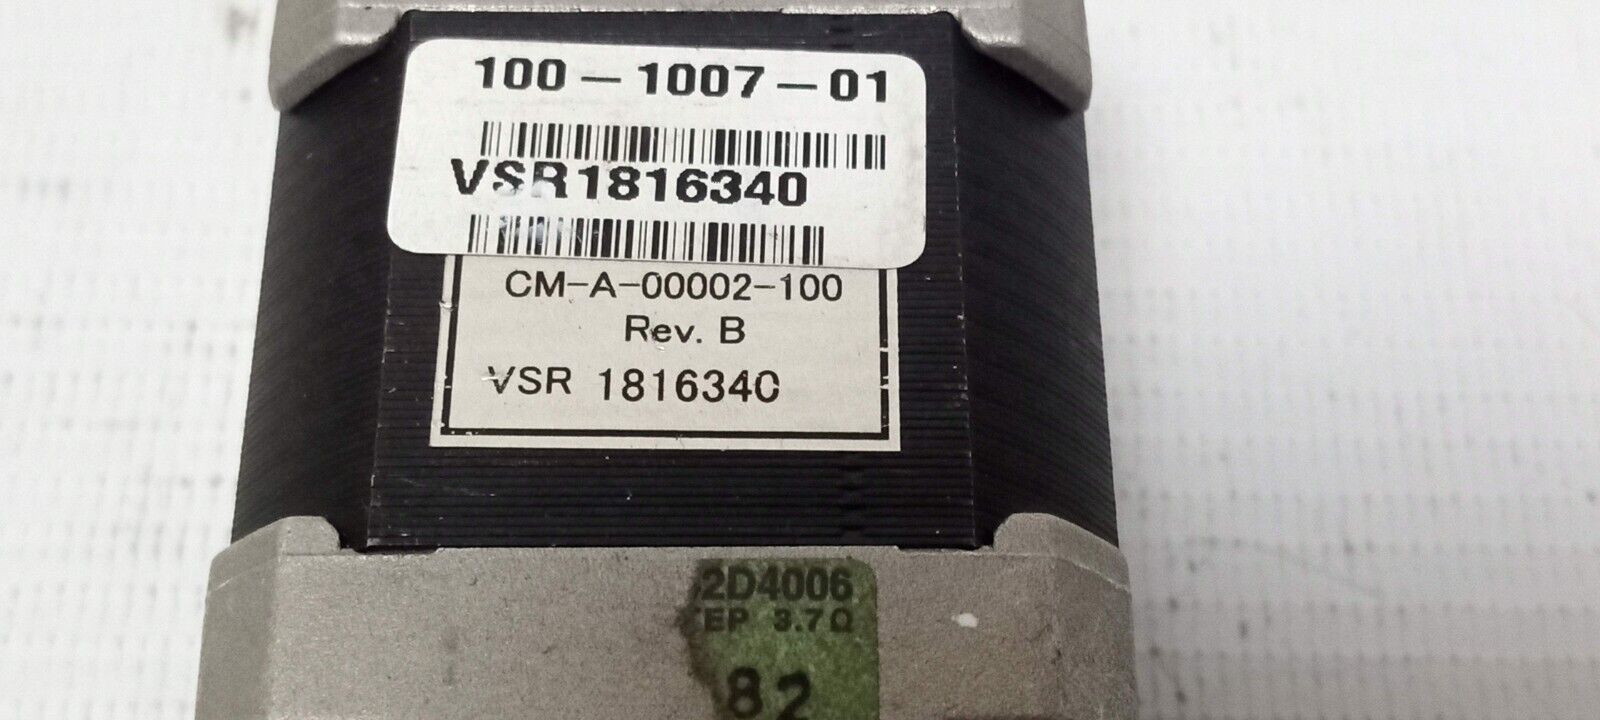 100-1007-01
VSR1816340
CM-A-00002-100
Rev. B
VSR 1816340
2D4006
EP 3.7Ω
82